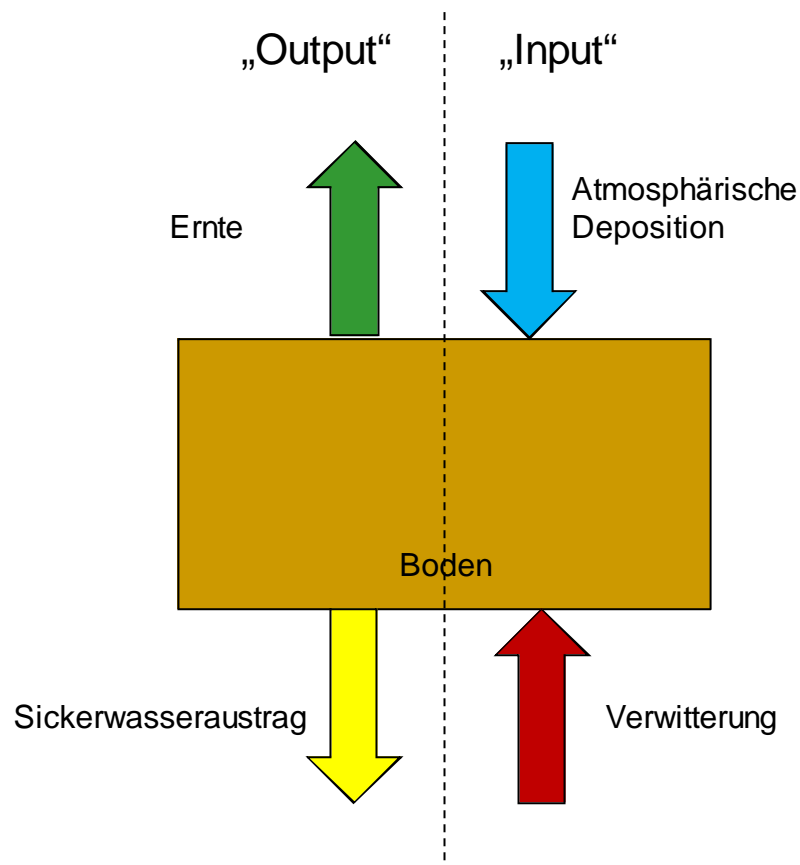 „Output“
„Input“
Ernte
Atmosphärische
Deposition
Boden
Sickerwasseraustrag
Verwitterung